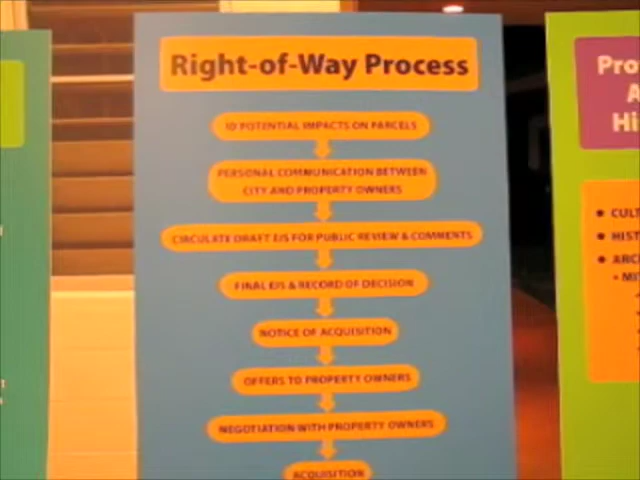 Right-of-Way Process
ID POTENTIAL IMPACTS ON PARCELS
PERSONAL COMMUNICATION BETWEEN
CITY AND PROPERTY OWNERS
CIRCULATE DRAFT EIS FOR PUBLIC REVIEW & COMMENTS
FINAL EIS & RECORD OF DECISION
NOTICE OF ACQUISITION
OFFERS TO PROPERTY OWNERS
NEGOTIATION WITH PROPERTY OWNERS
ACQUISITION
Pro
A
Hi
• CULT
• HIST
• ARC
• MI